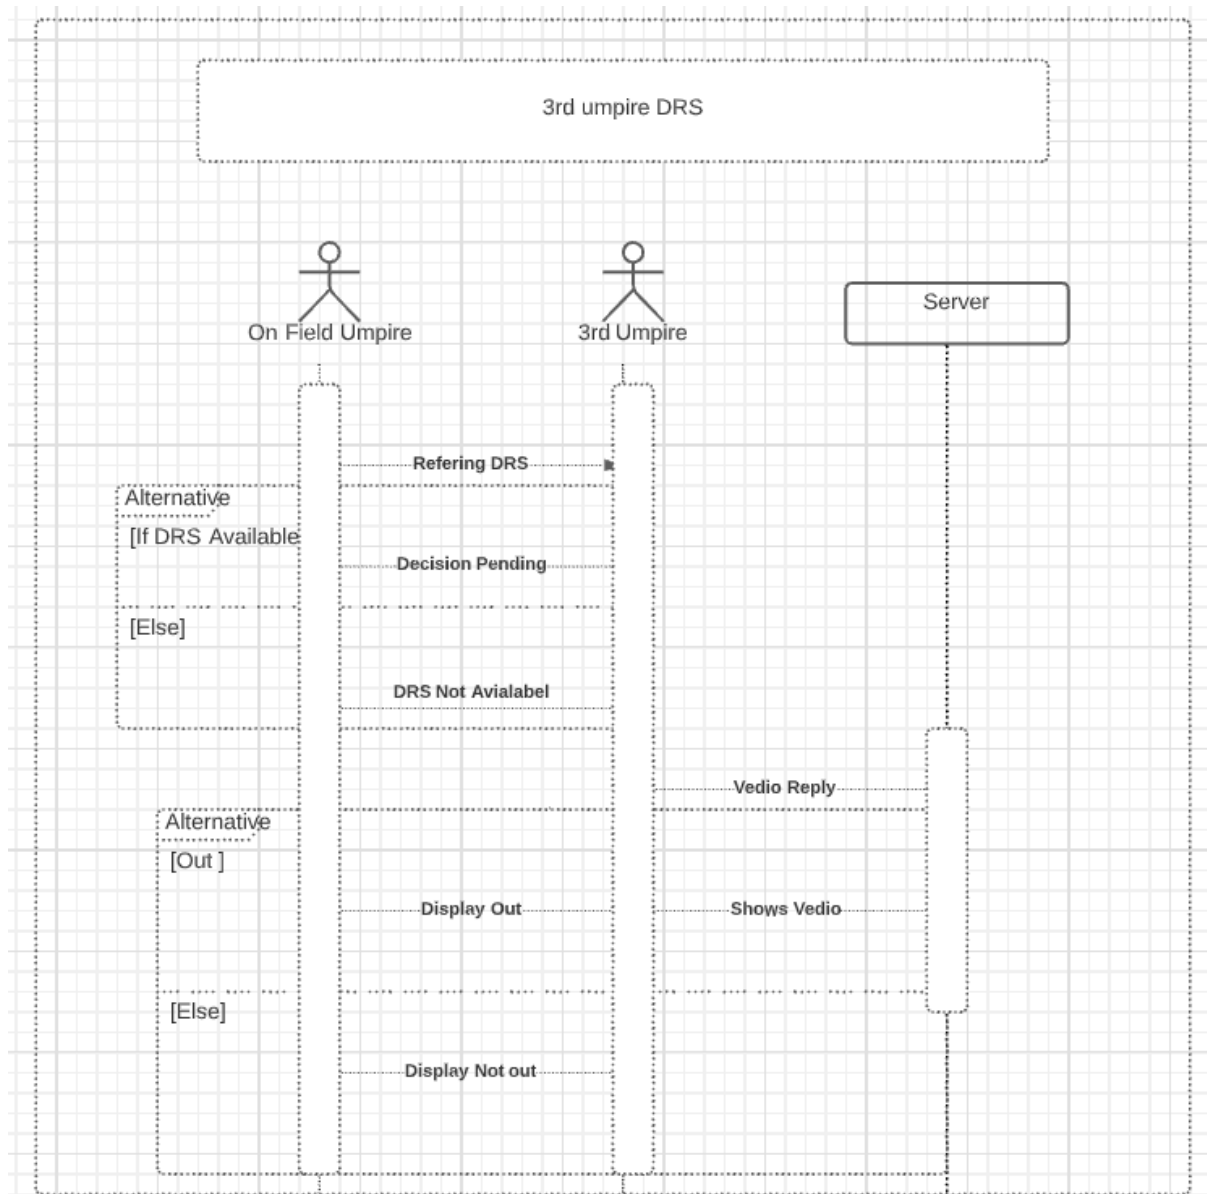 3rd umpire DRS
On Field Umpire
3rd Umpire
Server
Refering DRS
Alternative
[If DRS Available
Decision Pending
[Else]
DRS Not Avialabel
Vedio Reply
Alternative
[Out ]
Display Out
Shows Vedio
[Else]
Display Not out